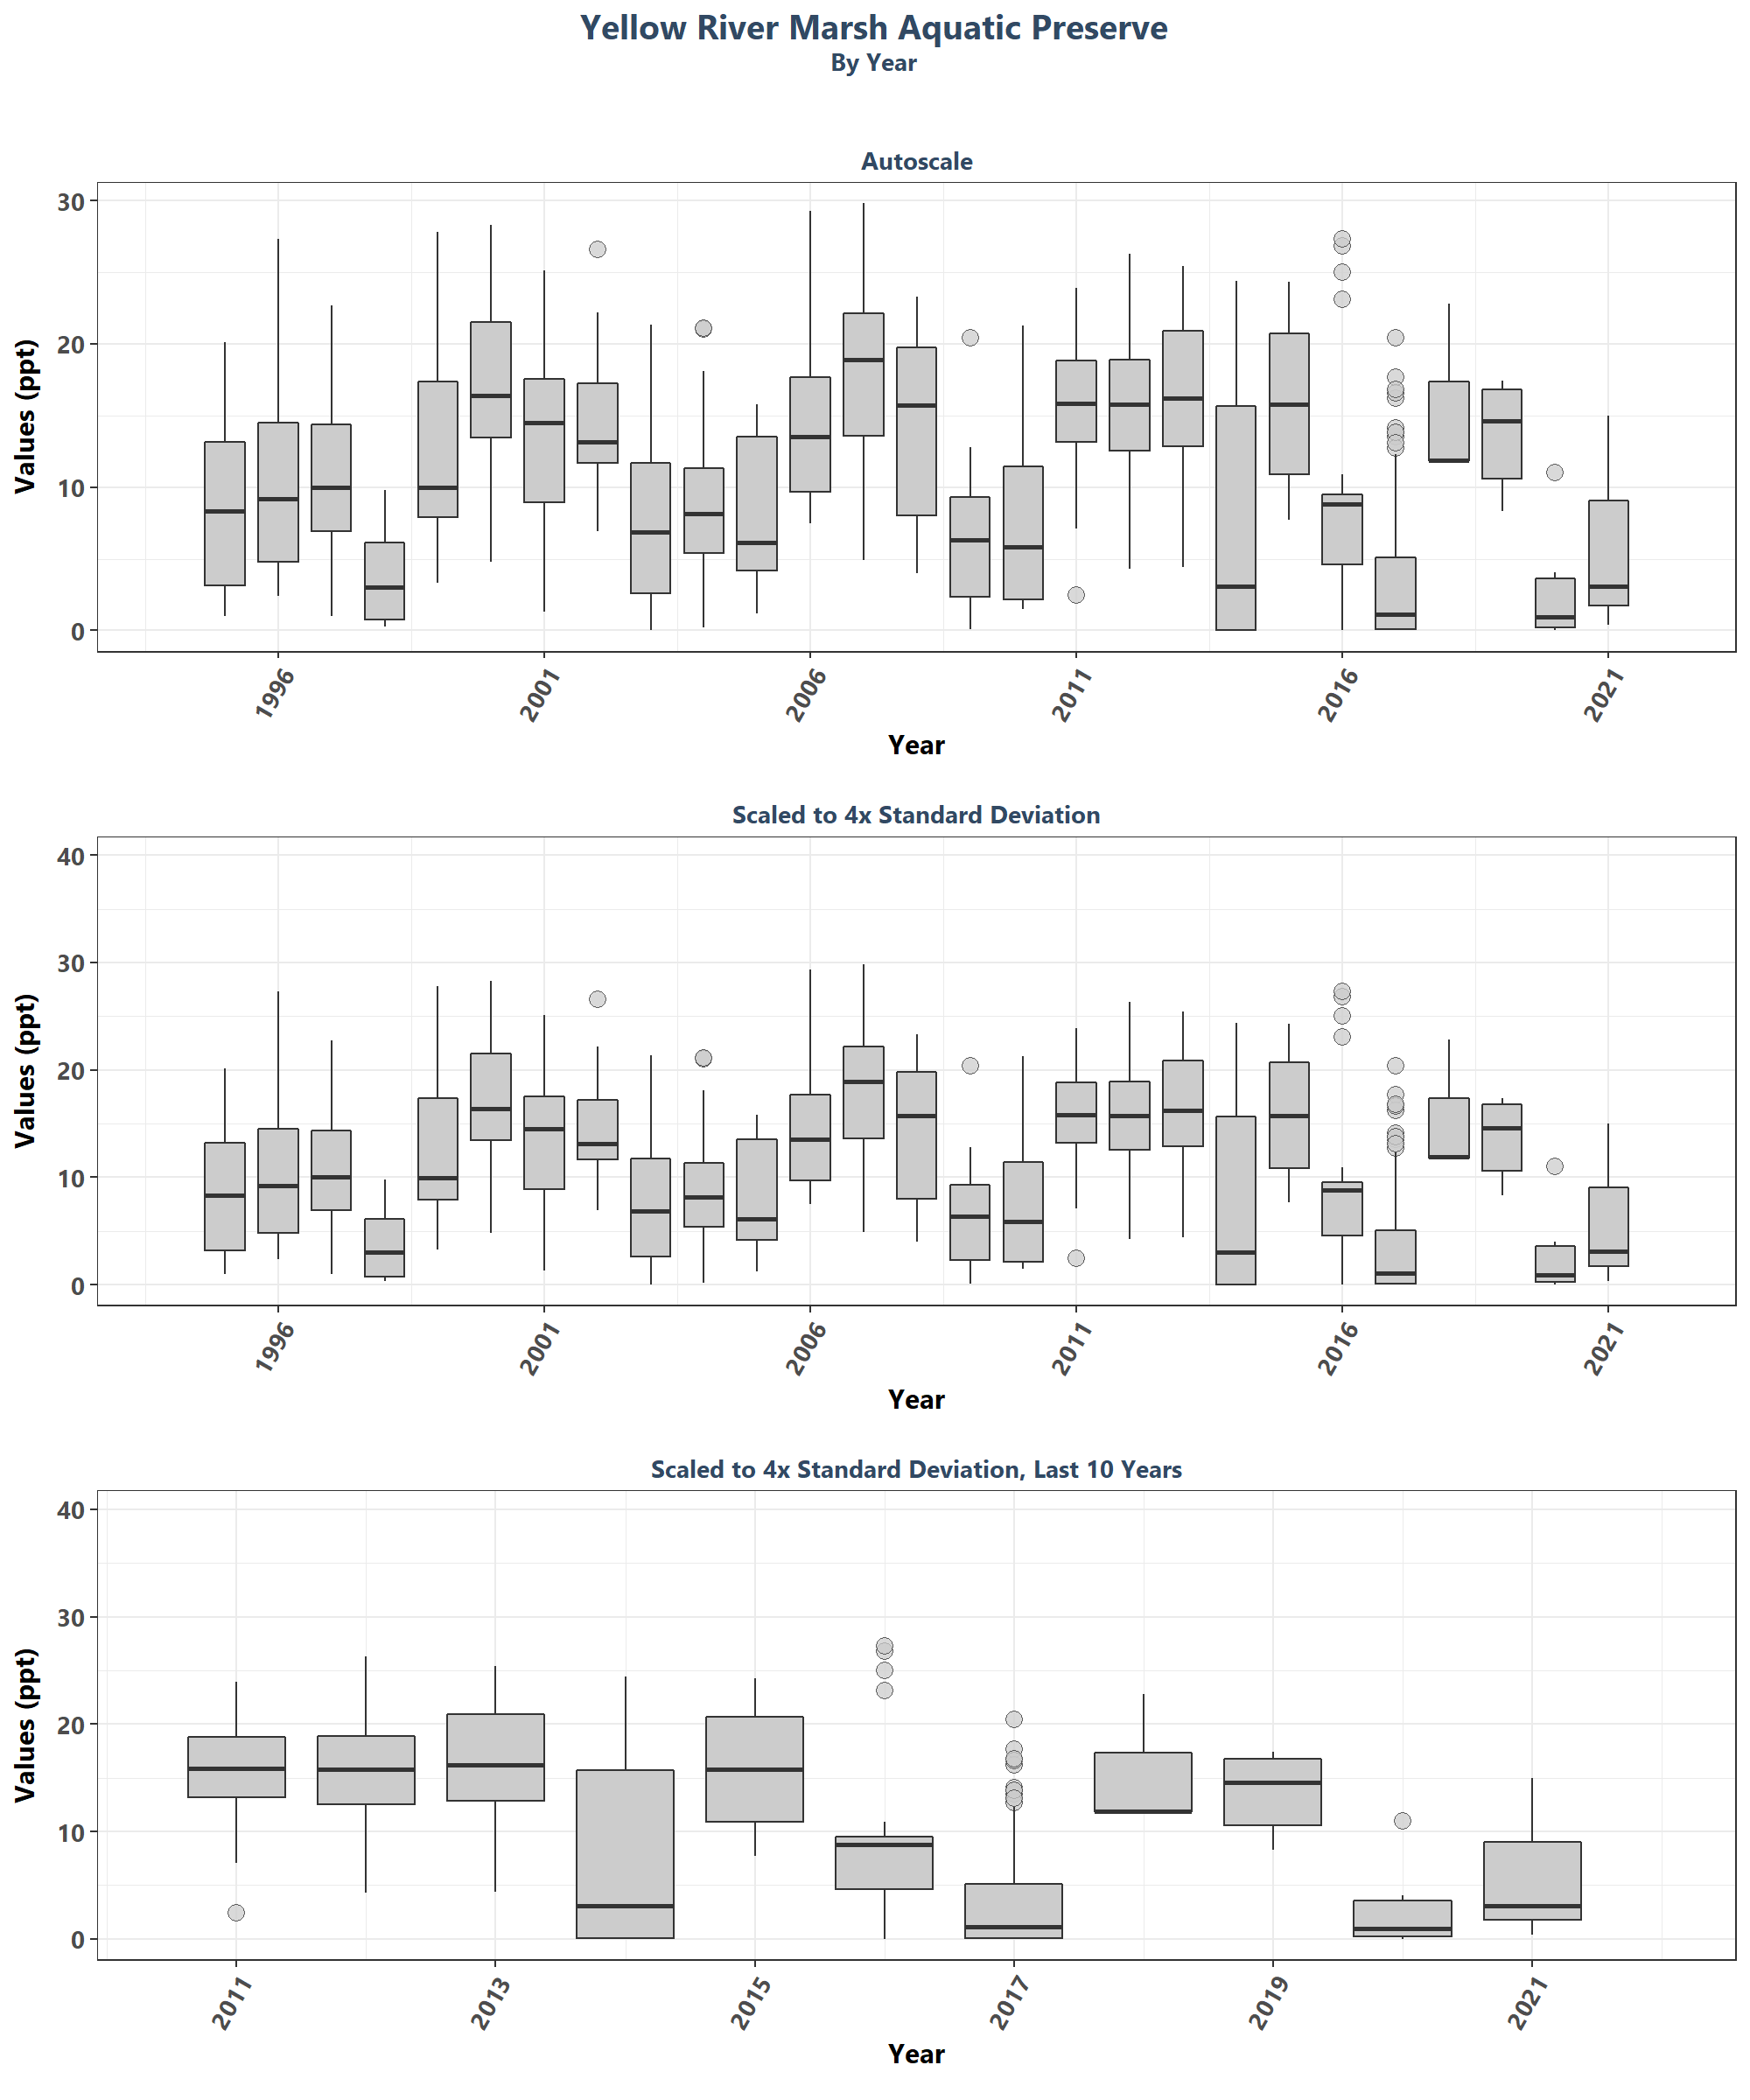 Yellow River Marsh Aquatic Preserve
By Year
Autoscale
30
20
10
0
Values (ppt)
1996 2001 2006 2011 2016 2021
Year
Scaled to 4x Standard Deviation
40
30
20
10
0
Values (ppt)
1996 2001 2006 2011 2016 2021
Year
Scaled to 4x Standard Deviation, Last 10 Years
40
30
20
10
0
Values (ppt)
2011 2013 2015 2017 2019 2021
Year